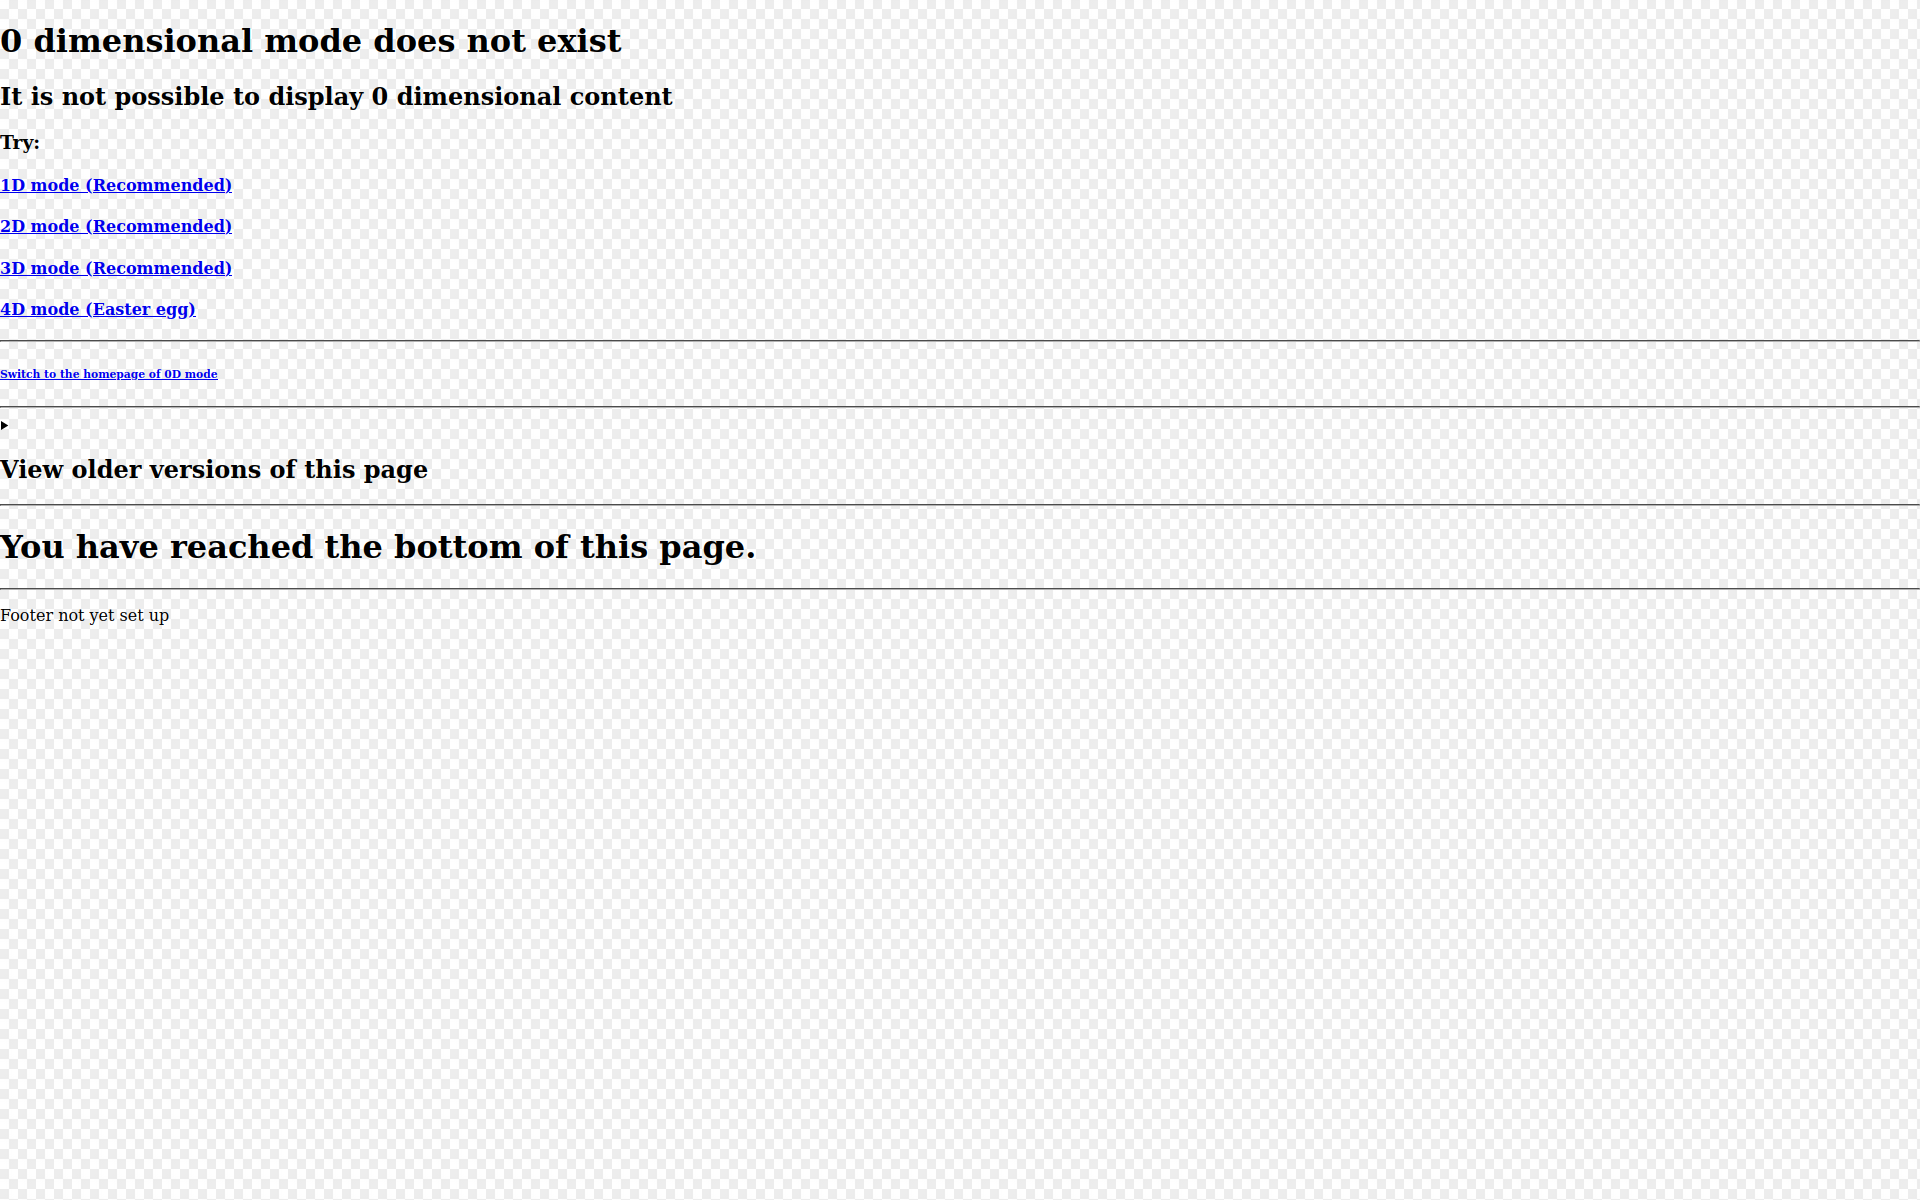 0 dimensional mode does not exist
It is not possible to display 0 dimensional content
Try:
1D mode (Recommended)
2D mode (Recommended)
3D mode (Recommended)
4D mode (Easter egg)
Switch to the homepage of 0D mode
View older versions of this page
You have reached the bottom of this page.
Footer not yet set up